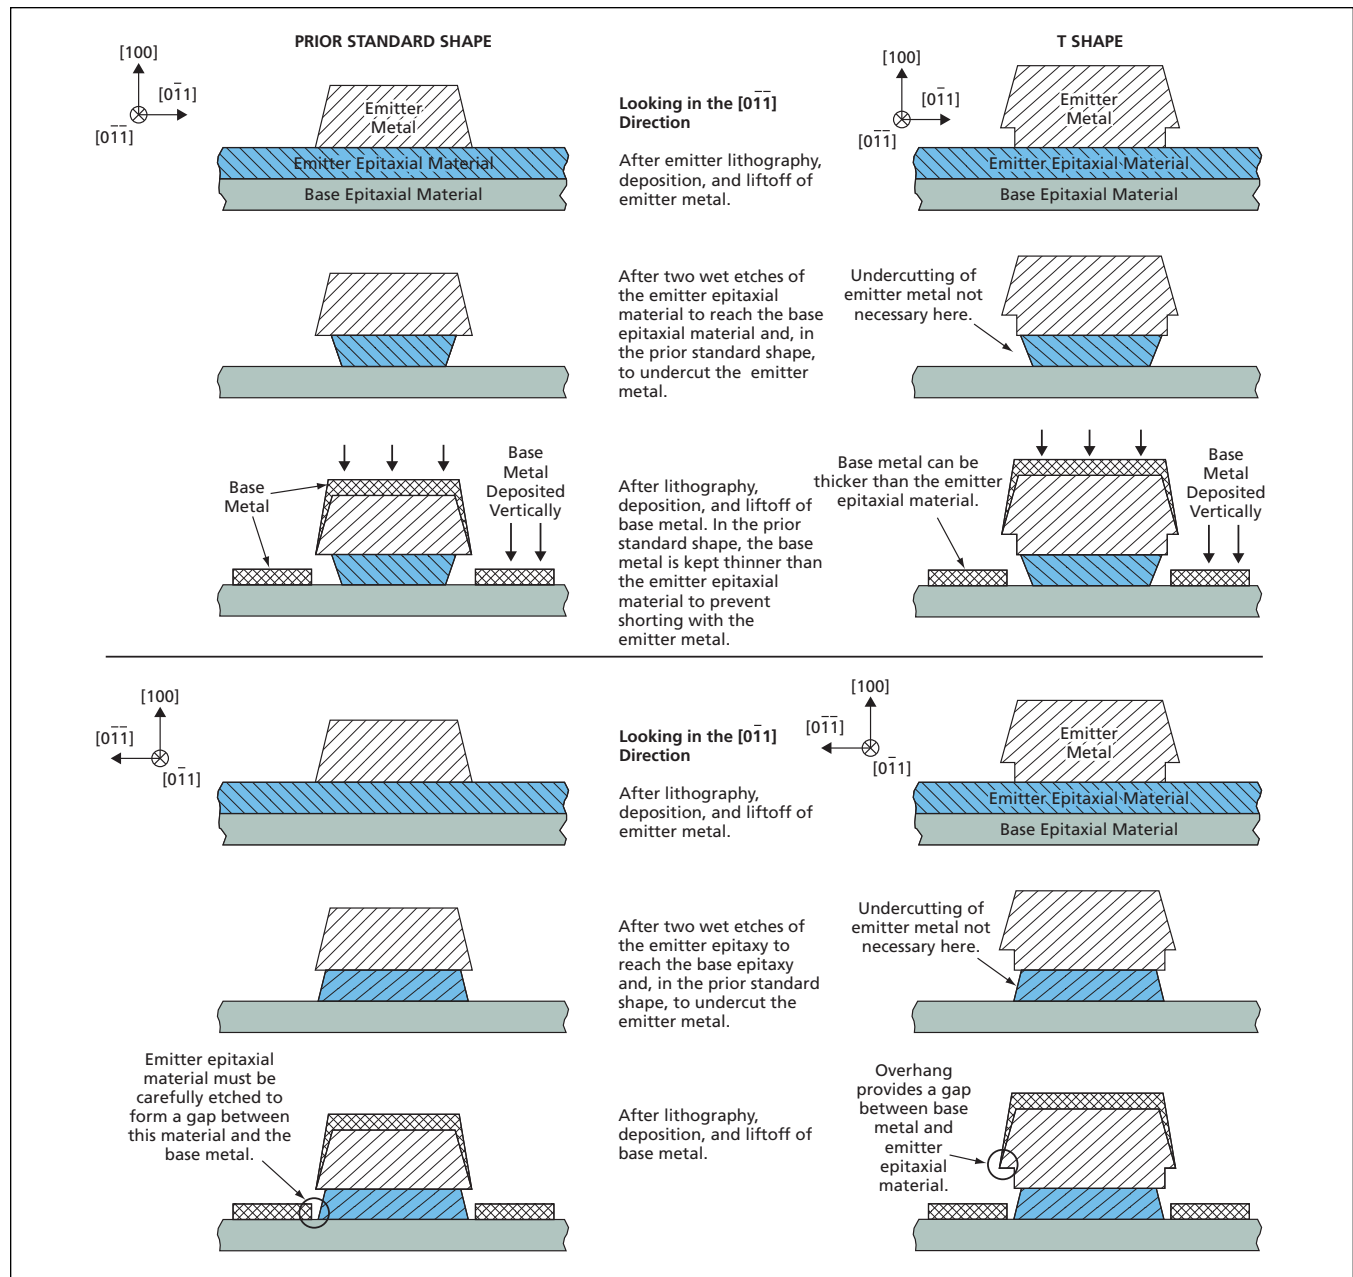 PRIOR STANDARD SHAPE
T SHAPE
[100]
[01̄1]
[01̄1̄]
Emitter
Metal
Emitter Epitaxial Material
Base Epitaxial Material
Looking in the [01̄1̄]
Direction
After emitter lithography,
deposition, and liftoff of
emitter metal.
[100]
[01̄1]
[01̄1̄]
Emitter
Metal
Emitter Epitaxial Material
Base Epitaxial Material
After two wet etches of
the emitter epitaxial
material to reach the base
epitaxial material and, in
the prior standard shape,
to undercut the emitter
metal.
Undercutting of
emitter metal not
necessary here.
Base
Metal
Base
Metal
Deposited
Vertically
After lithography,
deposition, and liftoff of
base metal. In the prior
standard shape, the base
metal is kept thinner than
the emitter epitaxial
material to prevent
shorting with the
emitter metal.
Base metal can be
thicker than the emitter
epitaxial material.
Base
Metal
Deposited
Vertically
[100]
[01̄1̄]
[01̄1]
Looking in the [01̄1]
Direction
After lithography,
deposition, and liftoff of
emitter metal.
[100]
[01̄1̄]
[01̄1]
Emitter
Metal
Emitter Epitaxial Material
Base Epitaxial Material
After two wet etches of
the emitter epitaxy to
reach the base epitaxy
and, in the prior standard
shape, to undercut the
emitter metal.
Undercutting of
emitter metal not
necessary here.
Emitter epitaxial
material must be
carefully etched to
form a gap between
this material and the
base metal.
After lithography,
deposition, and liftoff of
base metal.
Overhang
provides a gap
between base
metal and
emitter
epitaxial
material.